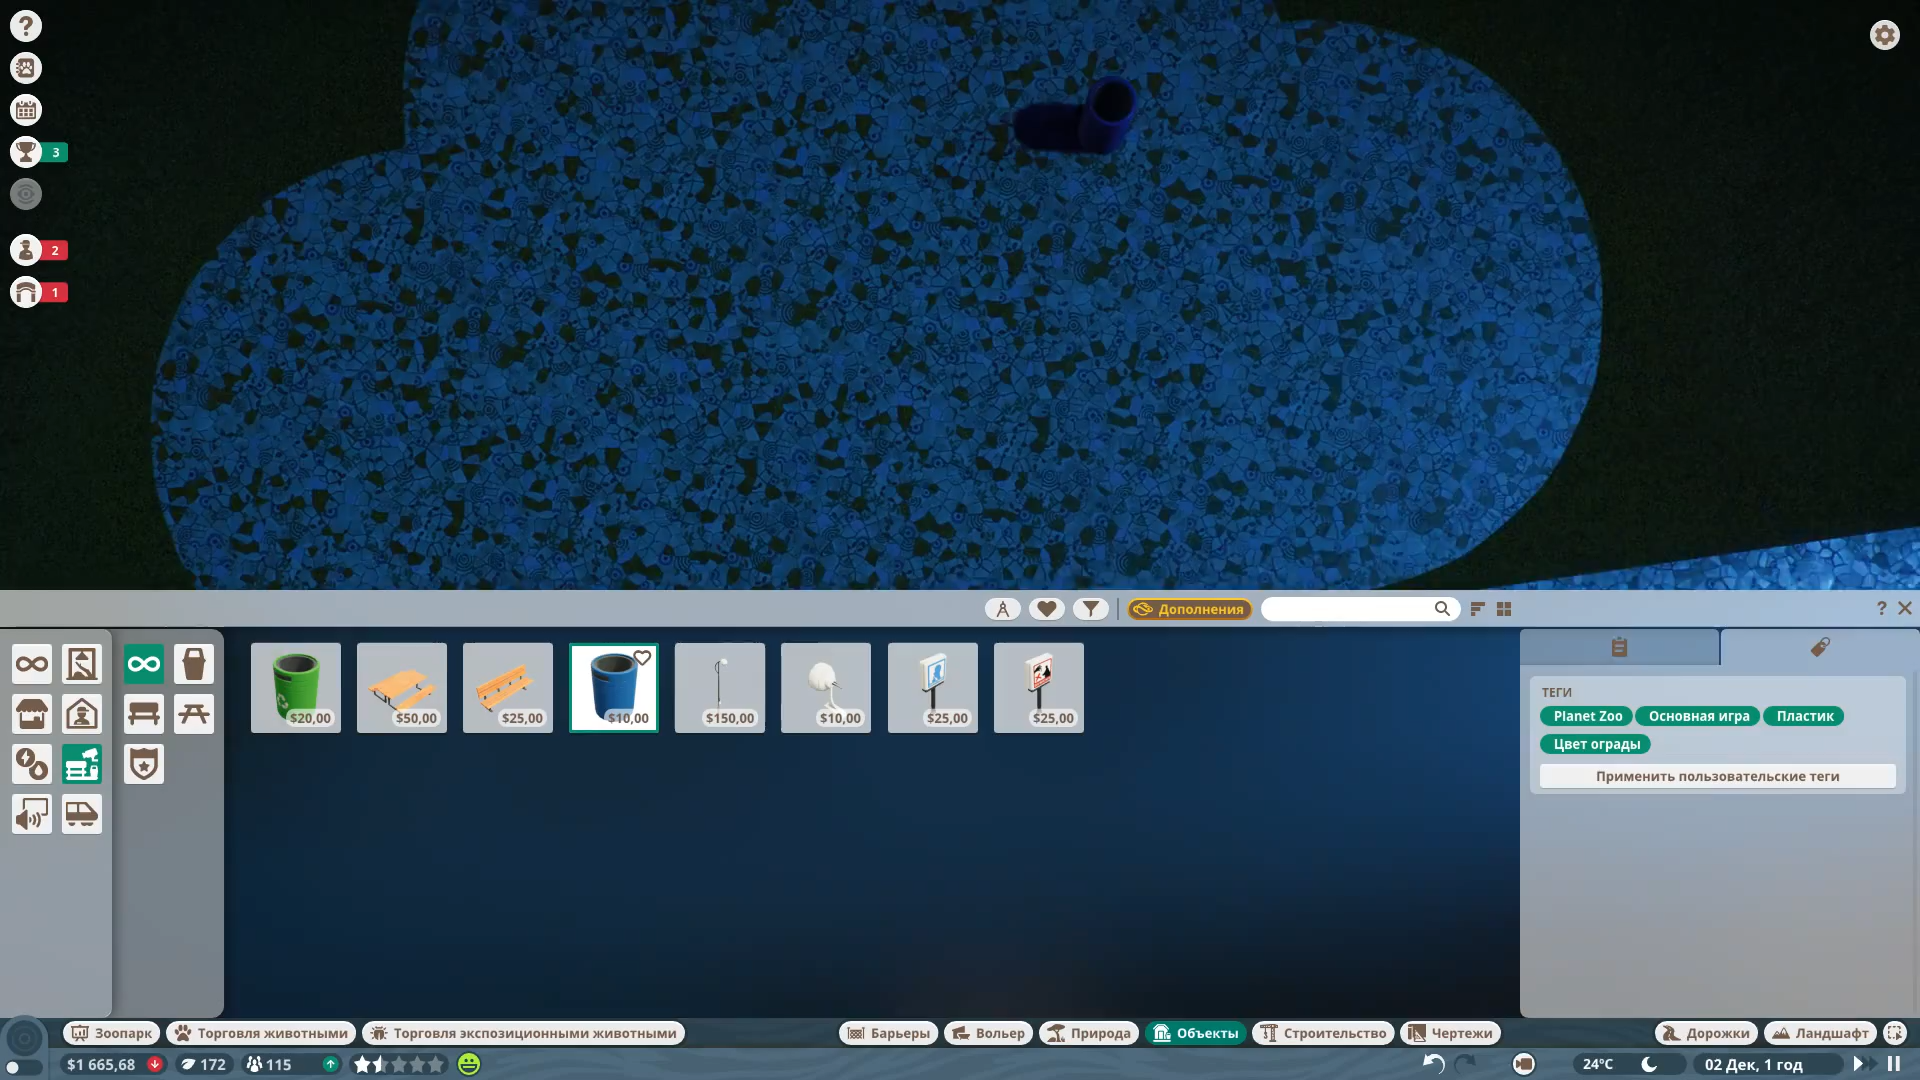 ?
3
2
1
Дополнения
?
$20,00
$50,00
$25,00
$10,00
$150,00
$10,00
$25,00
$25,00
ТЕГИ
Planet Zoo
Основная игра
Пластик
Цвет ограды
Применить пользовательские теги
Зоопарк
Торговля животными
Торговля экспозиционными животными
Барьеры
Вольер
Природа
Объекты
Строительство
Чертежи
Дорожки
Ландшафт
$1 665,68
172
115
24°C
02 Дек, 1 год